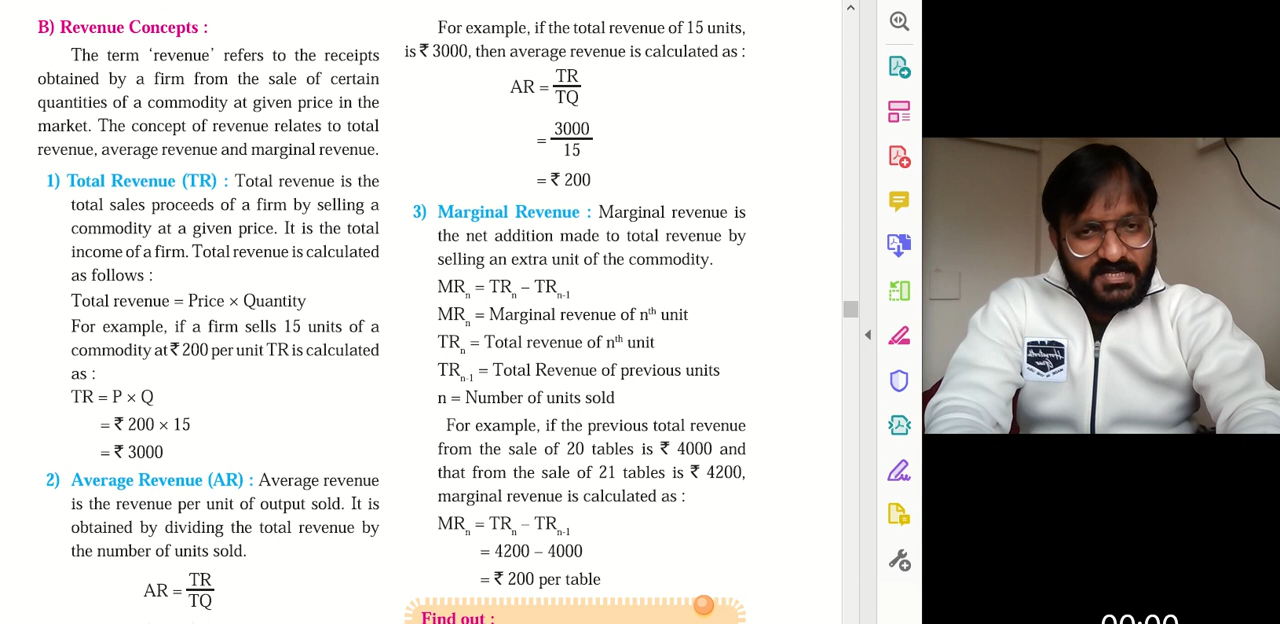 B) Revenue Concepts :
The term ‘revenue’ refers to the receipts
obtained by a firm from the sale of certain
quantities of a commodity at given price in the
market. The concept of revenue relates to total
revenue, average revenue and marginal revenue.
1) Total Revenue (TR) : Total revenue is the
total sales proceeds of a firm by selling a
commodity at a given price. It is the total
income of a firm. Total revenue is calculated
as follows :
Total revenue = Price × Quantity
For example, if a firm sells 15 units of a
commodity at ₹ 200 per unit TR is calculated
as :
TR = P × Q
= ₹ 200 × 15
= ₹ 3000
2) Average Revenue (AR) : Average revenue
is the revenue per unit of output sold. It is
obtained by dividing the total revenue by
the number of units sold.
AR = TR/TQ
For example, if the total revenue of 15 units,
is ₹ 3000, then average revenue is calculated as :
AR = TR/TQ
= 3000/15
= ₹ 200
3) Marginal Revenue : Marginal revenue is
the net addition made to total revenue by
selling an extra unit of the commodity.
MRₙ = TRₙ – TRₙ₋₁
MRₙ = Marginal revenue of nᵗʰ unit
TRₙ = Total revenue of nᵗʰ unit
TRₙ₋₁ = Total Revenue of previous units
n = Number of units sold
For example, if the previous total revenue
from the sale of 20 tables is ₹ 4000 and
that from the sale of 21 tables is ₹ 4200,
marginal revenue is calculated as :
MRₙ = TRₙ – TRₙ₋₁
= 4200 – 4000
= ₹ 200 per table
Find out :
00:00